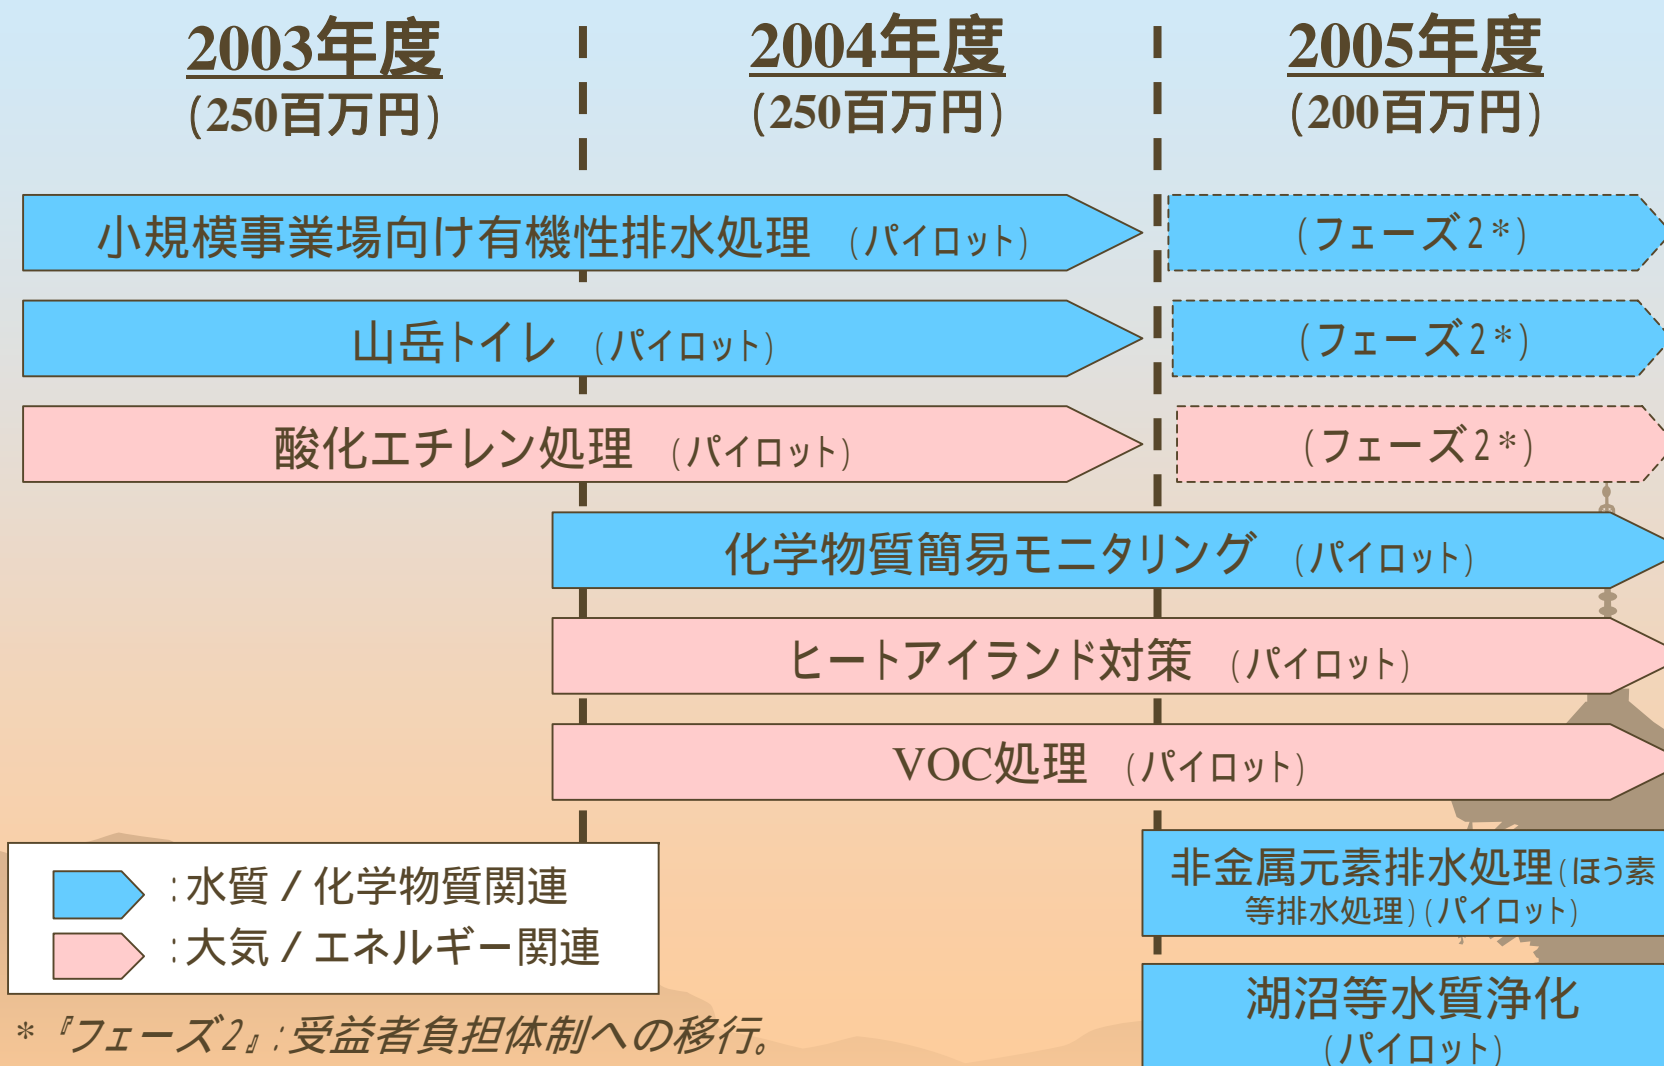 2003年度
(250百万円)
2004年度
(250百万円)
2005年度
(200百万円)
小規模事業場向け有機性排水処理 (パイロット)
(フェーズ2*)
山岳トイレ (パイロット)
(フェーズ2*)
酸化エチレン処理 (パイロット)
(フェーズ2*)
化学物質簡易モニタリング (パイロット)
ヒートアイランド対策 (パイロット)
VOC処理 (パイロット)
非金属元素排水処理(ほう素
等排水処理)(パイロット)
湖沼等水質浄化
(パイロット)
:水質/化学物質関連
:大気/エネルギー関連
*『フェーズ2』:受益者負担体制への移行。